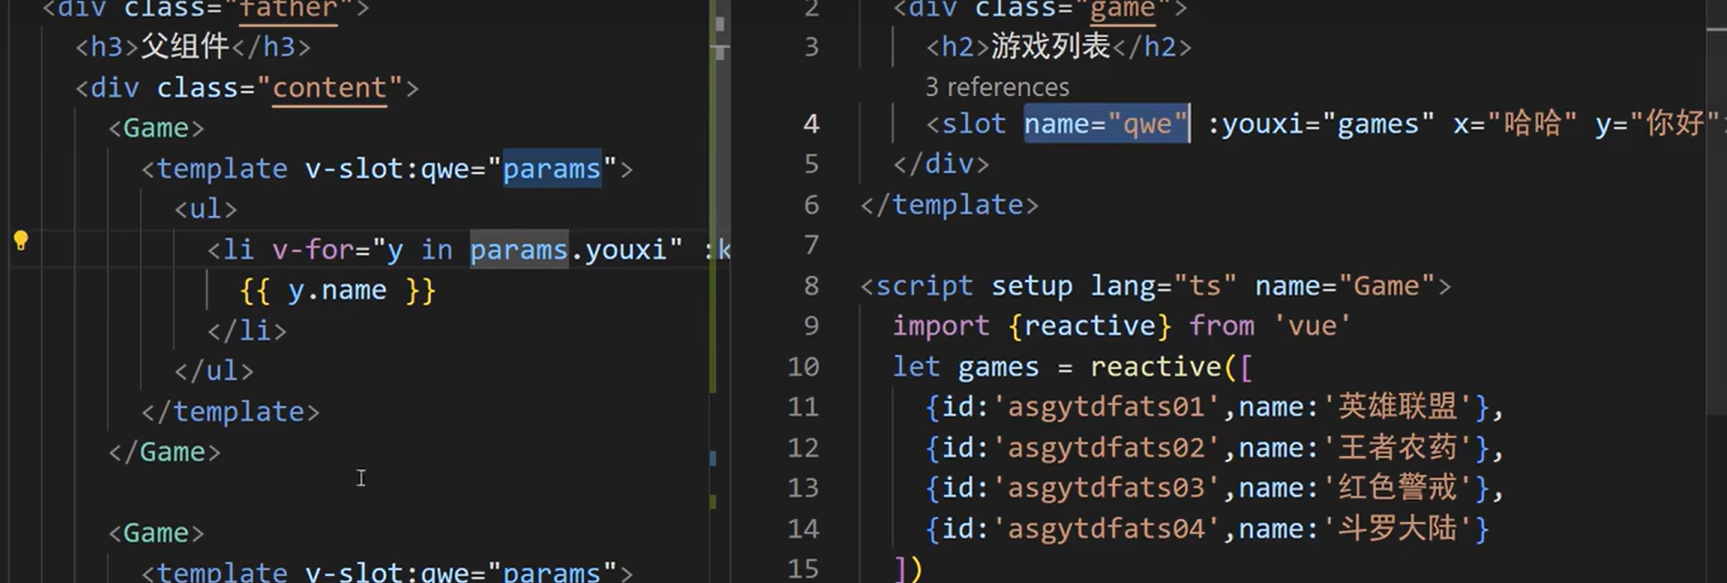 <div class="father">
<h3>父组件</h3>
<div class="content">
<Game>
<template v-slot:qwe="params">
<ul>
<li v-for="y in params.youxi" :k
{{ y.name }}
</li>
</ul>
</template>
</Game>
<Game>
<template v-slot:qwe="params">
2 <div class="game">
3 <h2>游戏列表</h2>
3 references
4 <slot name="qwe" :youxi="games" x="哈哈" y="你好"
5 </div>
6 </template>
7
8 <script setup lang="ts" name="Game">
9 import {reactive} from 'vue'
10 let games = reactive([
11 {id:'asgytdfats01',name:'英雄联盟'},
12 {id:'asgytdfats02',name:'王者农药'},
13 {id:'asgytdfats03',name:'红色警戒'},
14 {id:'asgytdfats04',name:'斗罗大陆'}
15 ])